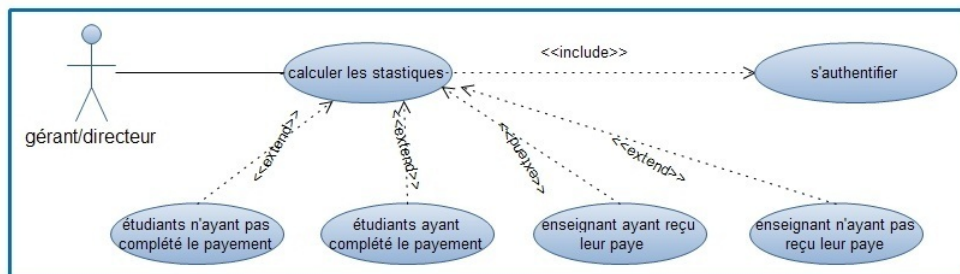 <<include>>
calculer les stastiques
s'authentifier
gérant/directeur
<<extend>>
<<extend>>
<<extend>>
<<extend>>
étudiants n'ayant pas
complété le payement
étudiants ayant
complété le payement
enseignant ayant reçu
leur paye
enseignant n'ayant pas
reçu leur paye